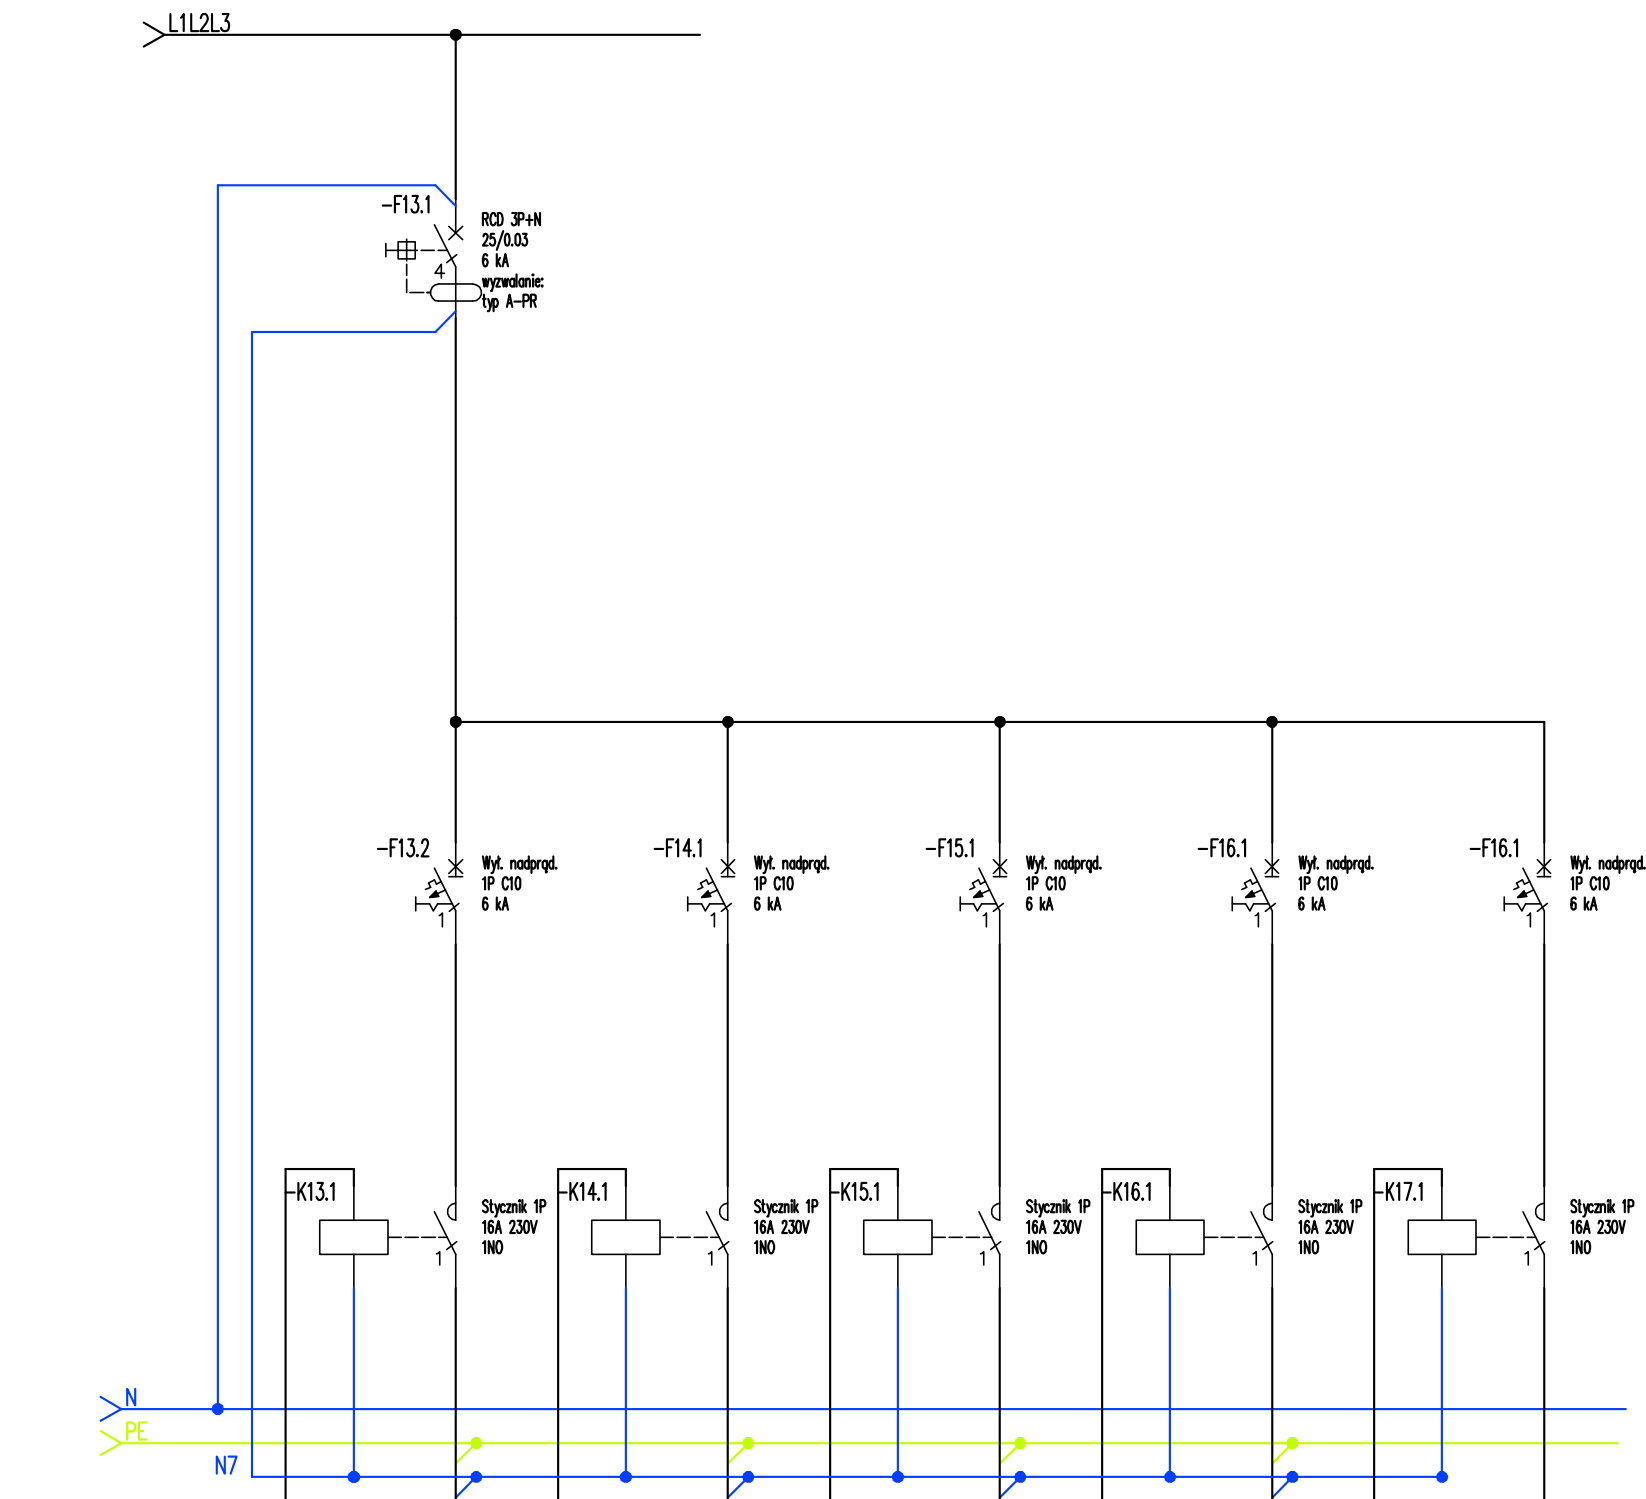 L1L2L3
-F13.1
RCD 3P+N
25/0.03
6 kA
wyzwalanie:
typ A-PR
4
-F13.2
Wył. nadprąd.
1P C10
6 kA
1
-F14.1
Wył. nadprąd.
1P C10
6 kA
1
-F15.1
Wył. nadprąd.
1P C10
6 kA
1
-F16.1
Wył. nadprąd.
1P C10
6 kA
1
-F16.1
Wył. nadprąd.
1P C10
6 kA
1
-K13.1
Stycznik 1P
16A 230V
1NO
1
-K14.1
Stycznik 1P
16A 230V
1NO
1
-K15.1
Stycznik 1P
16A 230V
1NO
1
-K16.1
Stycznik 1P
16A 230V
1NO
1
-K17.1
Stycznik 1P
16A 230V
1NO
1
N
PE
N7